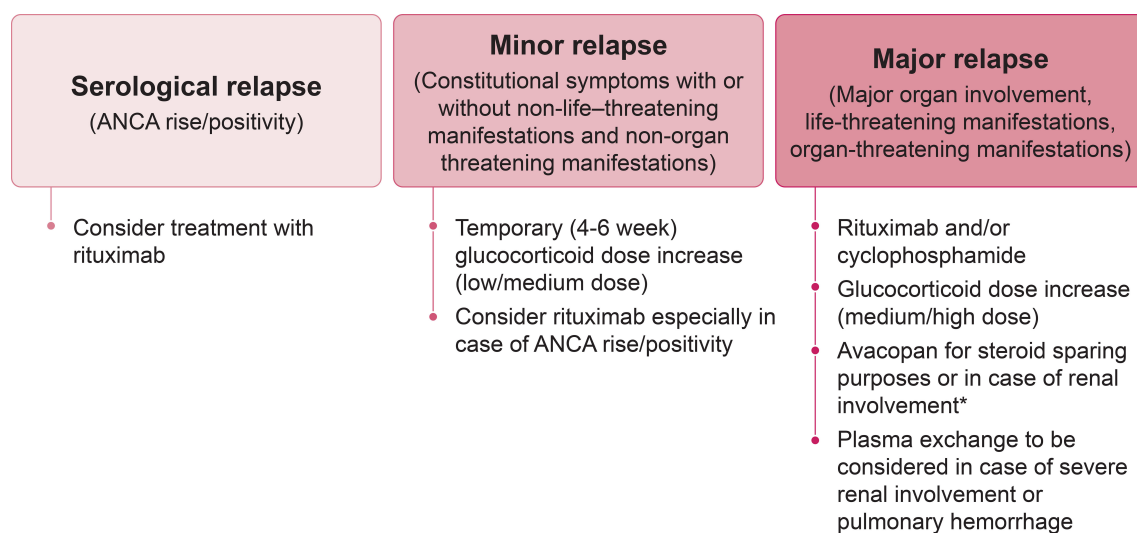 Serological relapse
(ANCA rise/positivity)
Consider treatment with
rituximab
Minor relapse
(Constitutional symptoms with or
without non-life–threatening
manifestations and non-organ
threatening manifestations)
Temporary (4-6 week)
glucocorticoid dose increase
(low/medium dose)
Consider rituximab especially in
case of ANCA rise/positivity
Major relapse
(Major organ involvement,
life-threatening manifestations,
organ-threatening manifestations)
Rituximab and/or
cyclophosphamide
Glucocorticoid dose increase
(medium/high dose)
Avacopan for steroid sparing
purposes or in case of renal
involvement*
Plasma exchange to be
considered in case of severe
renal involvement or
pulmonary hemorrhage